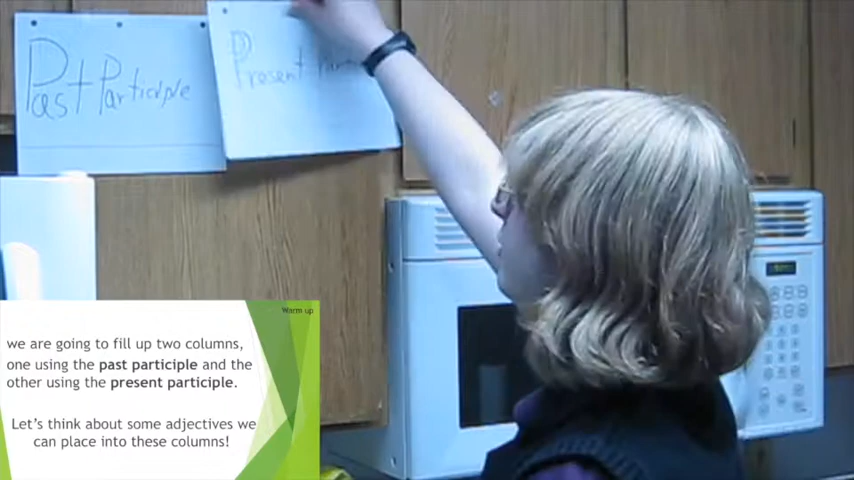 Past Participle
Present
Warm up
we are going to fill up two columns,
one using the past participle and the
other using the present participle.
Let's think about some adjectives we
can place into these columns!